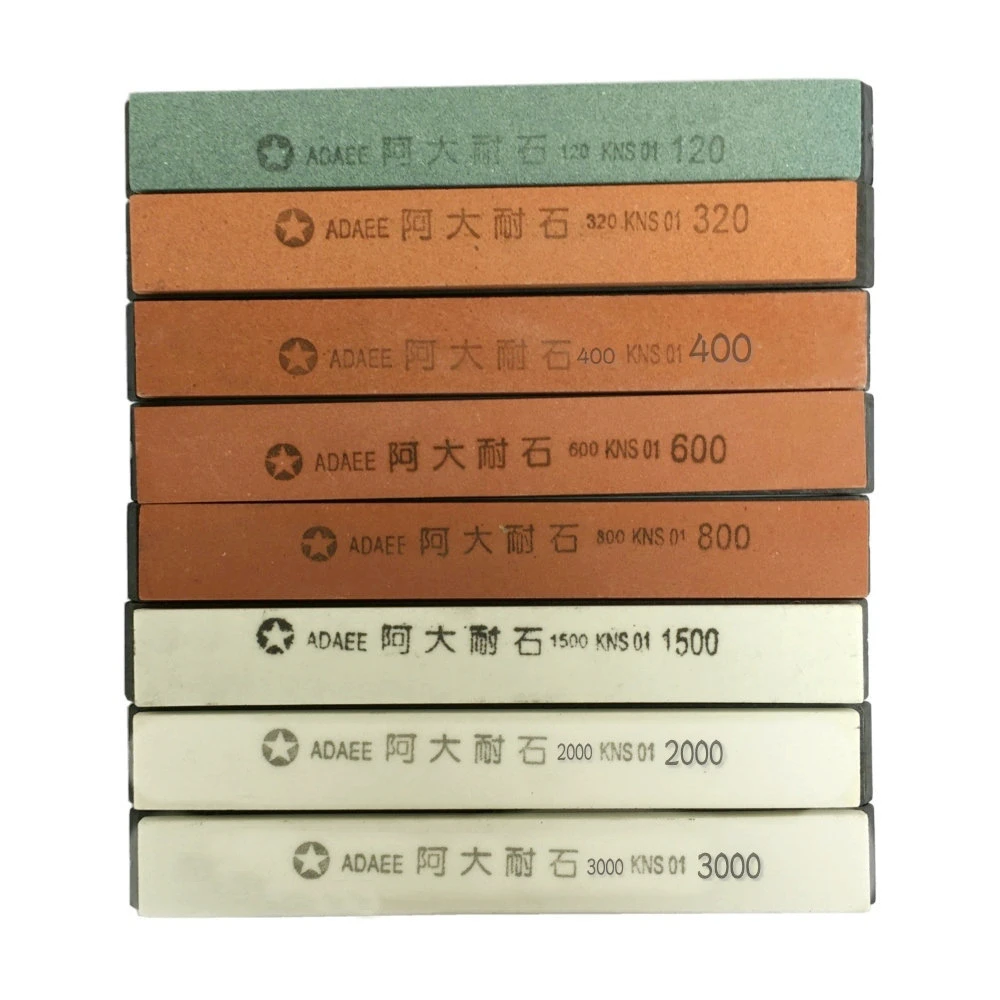 ADAEE 阿大耐石 120 KNS 01 120
ADAEE 阿大耐石 320 KNS 01 320
ADAEE 阿大耐石 400 KNS 01 400
ADAEE 阿大耐石 600 KNS 01 600
ADAEE 阿大耐石 800 KNS 01 800
ADAEE 阿大耐石 1500 KNS 01 1500
ADAEE 阿大耐石 2000 KNS 01 2000
ADAEE 阿大耐石 3000 KNS 01 3000